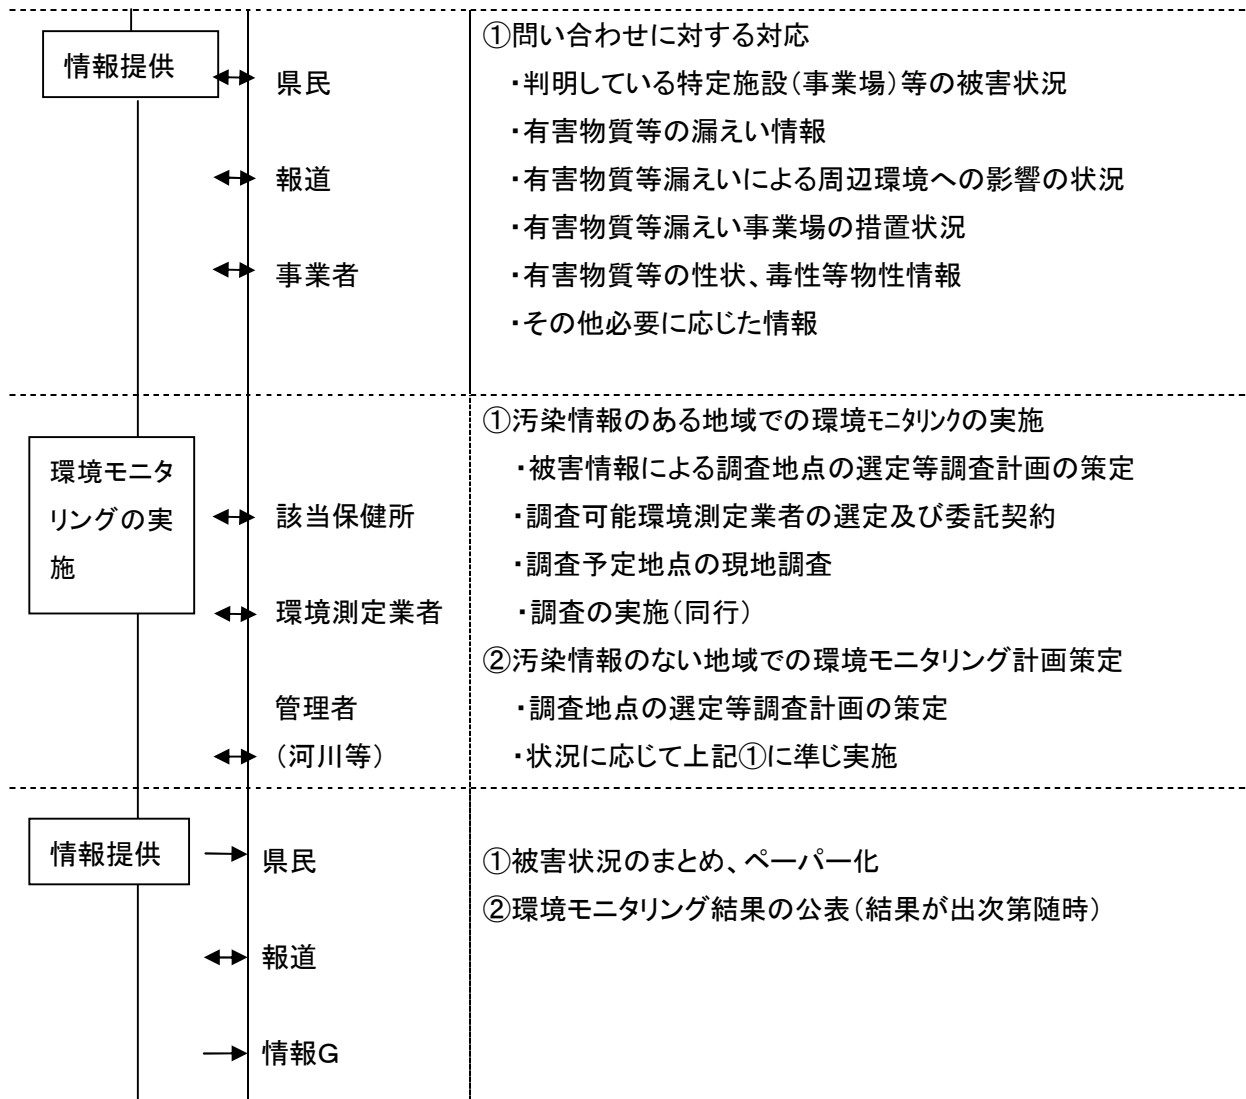 情報提供
県民
報道
事業者
①問い合わせに対する対応
・判明している特定施設(事業場)等の被害状況
・有害物質等の漏えい情報
・有害物質等漏えいによる周辺環境への影響の状況
・有害物質等漏えい事業場の措置状況
・有害物質等の性状、毒性等物性情報
・その他必要に応じた情報
環境モニタ
リングの実
施
該当保健所
環境測定業者
管理者
(河川等)
①汚染情報のある地域での環境ﾓﾆﾀﾘﾝｸの実施
・被害情報による調査地点の選定等調査計画の策定
・調査可能環境測定業者の選定及び委託契約
・調査予定地点の現地調査
・調査の実施(同行)
②汚染情報のない地域での環境モニタリング計画策定
・調査地点の選定等調査計画の策定
・状況に応じて上記①に準じ実施
情報提供
県民
報道
情報G
①被害状況のまとめ、ペーパー化
②環境モニタリング結果の公表(結果が出次第随時)